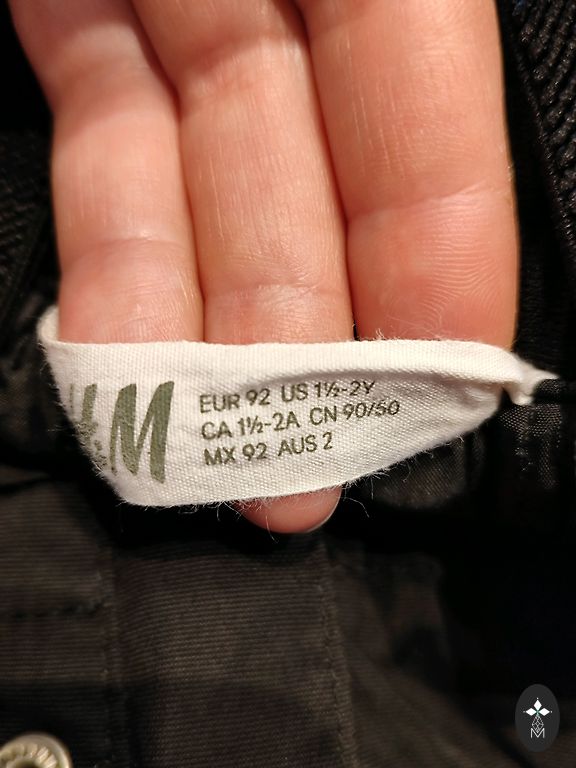 H&M
EUR 92 US 1½-2Y
CA 1½-2A CN 90/50
MX 92 AUS 2
M